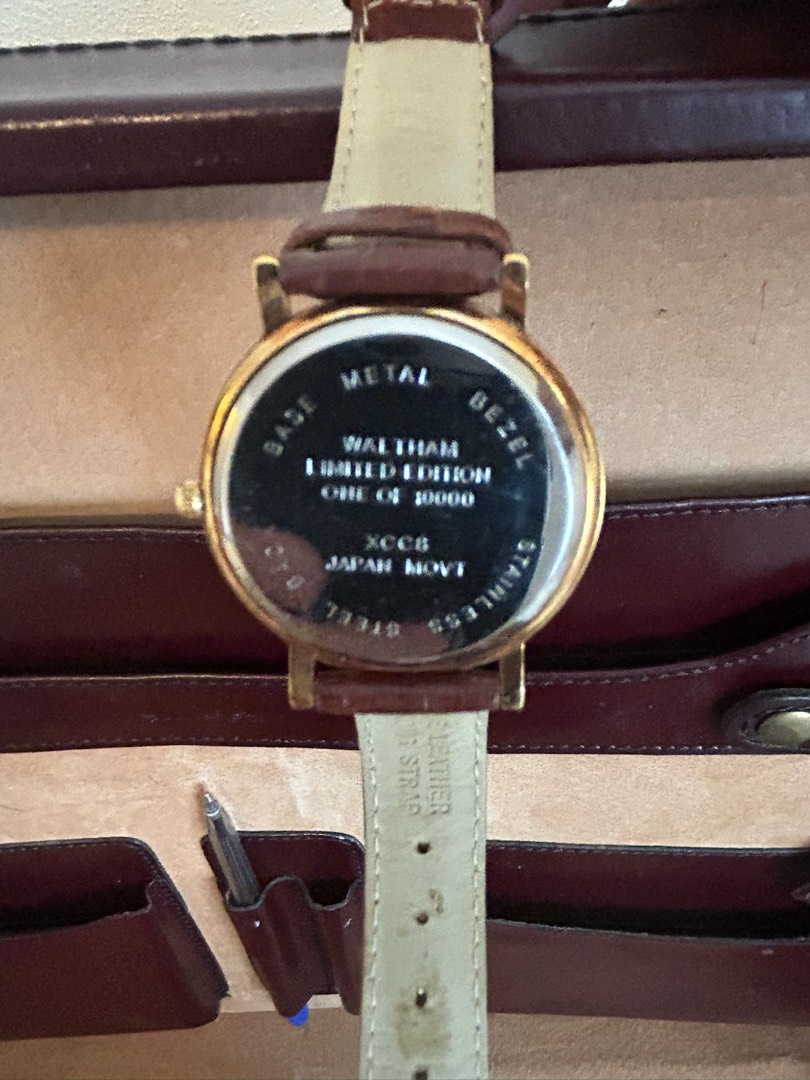 BASE METAL BEZEL
WALTHAM
LIMITED EDITION
ONE OF 10000
XCC8
JAPAN MOVT
STAINLESS STEEL
LEATHER
STRAP